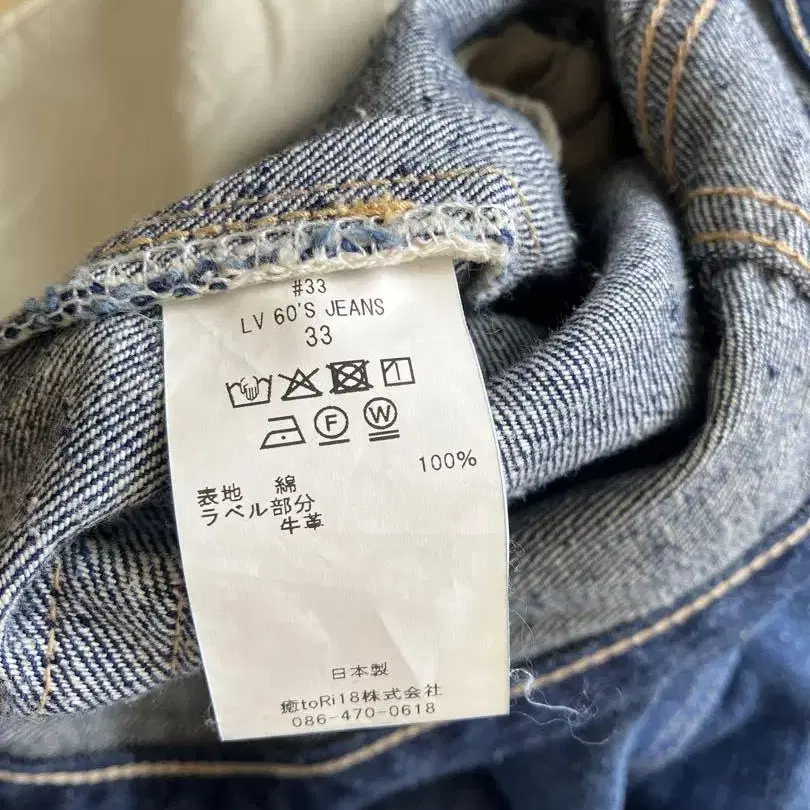 #33
LV 60'S JEANS
33
F W
100%
表地 綿
ラベル部分
牛革
日本製
癒toRi18株式会社
086-470-0618